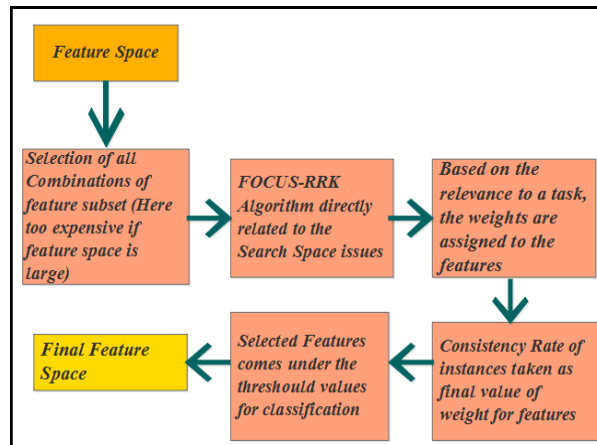 Feature Space
Selection of all
Combinations of
feature subset (Here
too expensive if
feature space is
large)
FOCUS-RRK
Algorithm directly
related to the
Search Space issues
Based on the
relevance to a task,
the weights are
assigned to the
features
Consistency Rate of
instances taken as
final value of
weight for features
Selected Features
comes under the
threshould values
for classification
Final Feature
Space